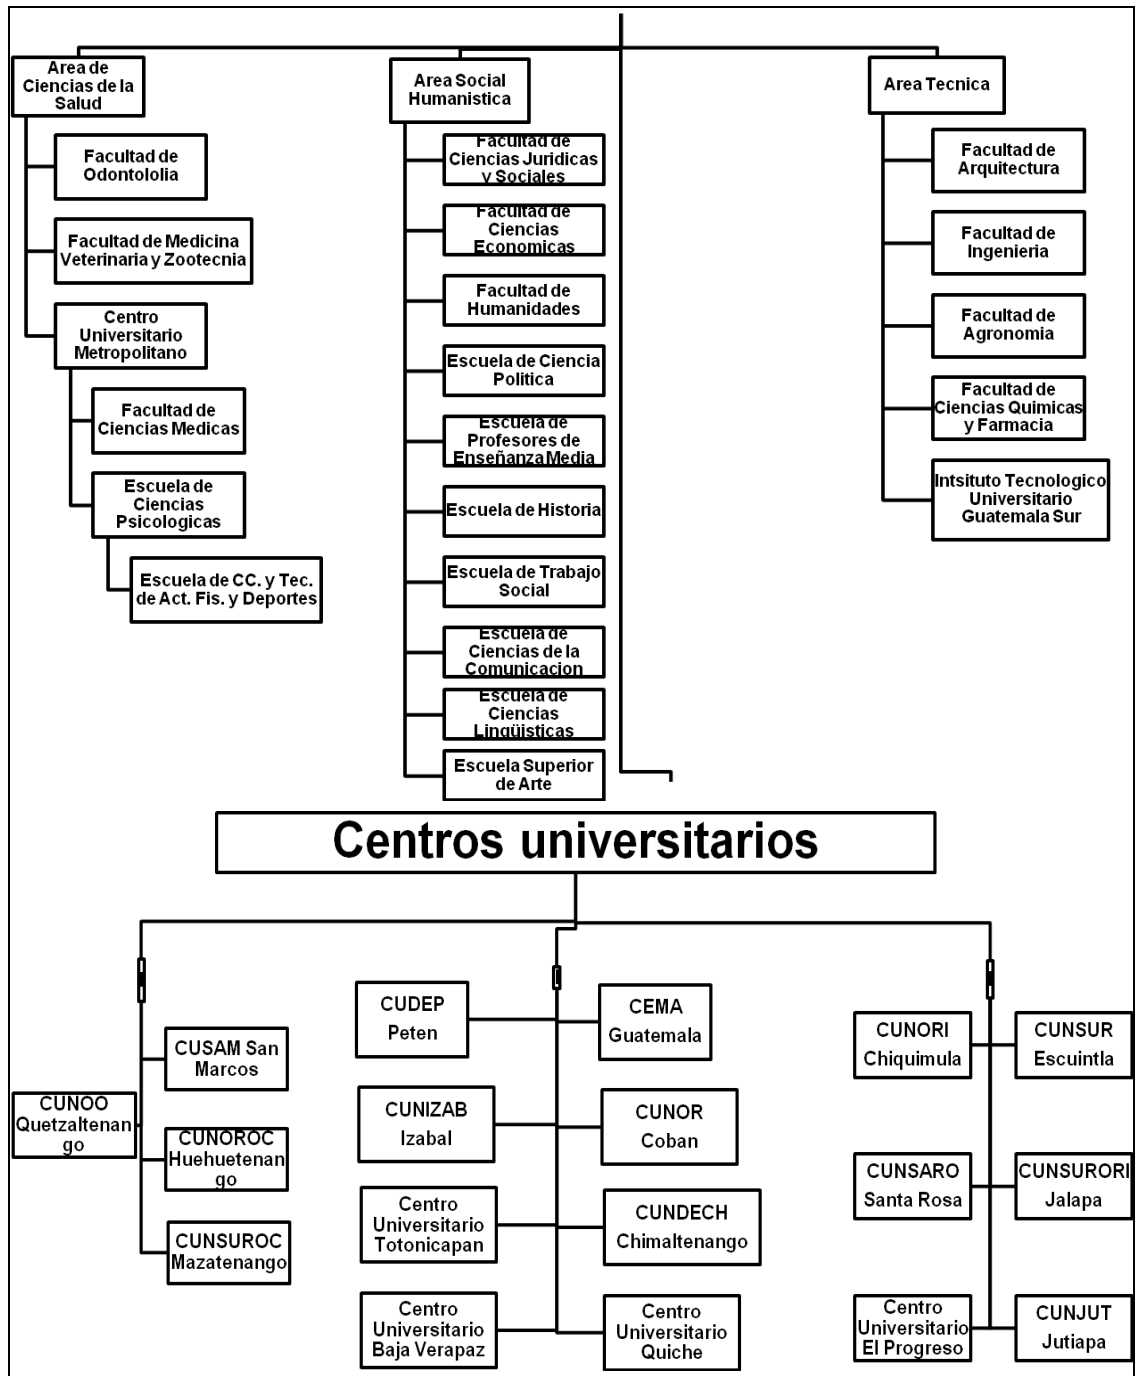 Area de
Ciencias de la
Salud
Facultad de
Odontololia
Facultad de Medicina
Veterinaria y Zootecnia
Centro
Universitario
Metropolitano
Facultad de
Ciencias Medicas
Escuela de
Ciencias
Psicologicas
Escuela de CC. y Tec.
de Act. Fis. y Deportes
Area Social
Humanistica
Facultad de
Ciencias Juridicas
y Sociales
Facultad de
Ciencias
Economicas
Facultad de
Humanidades
Escuela de Ciencia
Politica
Escuela de
Profesores de
Enseñanza Media
Escuela de Historia
Escuela de Trabajo
Social
Escuela de
Ciencias de la
Comunicacion
Escuela de
Ciencias
Lingüisticas
Escuela Superior
de Arte
Area Tecnica
Facultad de
Arquitectura
Facultad de
Ingenieria
Facultad de
Agronomia
Facultad de
Ciencias Quimicas
y Farmacia
Intsituto Tecnologico
Universitario
Guatemala Sur
Centros universitarios
CUNOO
Quetzaltenan
go
CUSAM San
Marcos
CUNOROC
Huehuetenan
go
CUNSUROC
Mazatenango
CUDEP
Peten
CEMA
Guatemala
CUNIZAB
Izabal
CUNOR
Coban
Centro
Universitario
Totonicapan
CUNDECH
Chimaltenango
Centro
Universitario
Baja Verapaz
Centro
Universitario
Quiche
CUNORI
Chiquimula
CUNSUR
Escuintla
CUNSARO
Santa Rosa
CUNSURORI
Jalapa
Centro
Universitario
El Progreso
CUNJUT
Jutiapa